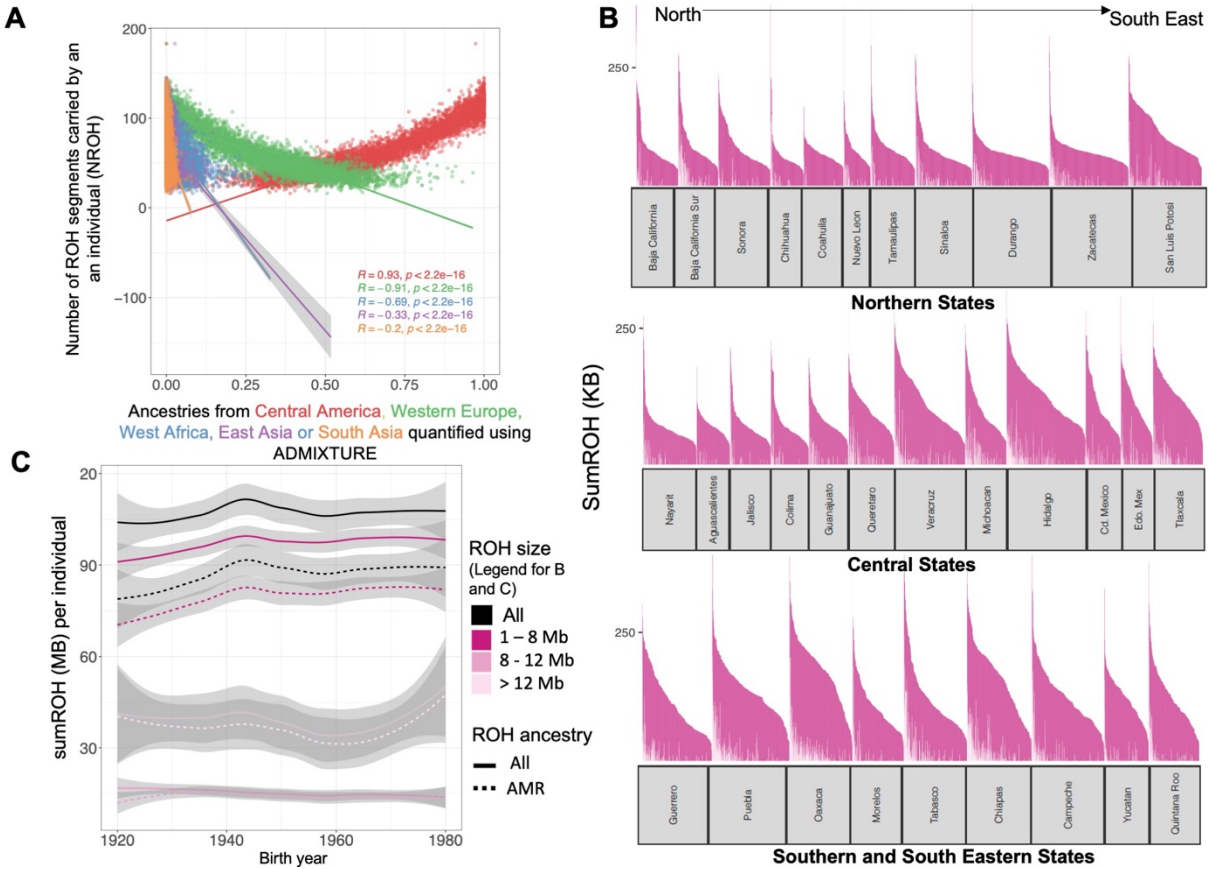 A
Number of ROH segments carried by an
an individual (NROH)
200
100
0
−100
R = 0.93, p < 2.2e−16
R = −0.91, p < 2.2e−16
R = −0.69, p < 2.2e−16
R = −0.33, p < 2.2e−16
R = −0.2, p < 2.2e−16
0.00 0.25 0.50 0.75 1.00
Ancestries from Central America, Western Europe,
West Africa, East Asia or South Asia quantified using
ADMIXTURE
B
North South East
SumROH (KB)
250
Baja California
Baja California Sur
Sonora
Chihuahua
Coahuila
Nuevo Leon
Tamaulipas
Sinaloa
Durango
Zacatecas
San Luis Potosi
Northern States
250
Nayarit
Aguascalientes
Jalisco
Colima
Guanajuato
Queretaro
Veracruz
Michoacan
Hidalgo
Cd. Mexico
Edo. Mex
Tlaxcala
Central States
250
Guerrero
Puebla
Oaxaca
Morelos
Tabasco
Chiapas
Campeche
Yucatan
Quintana Roo
Southern and South Eastern States
C
sumROH (MB) per individual
20
90
60
30
1920 1940 1960 1980
Birth year
ROH size
(Legend for B
and C)
All
1 – 8 Mb
8 - 12 Mb
> 12 Mb
ROH ancestry
All
AMR